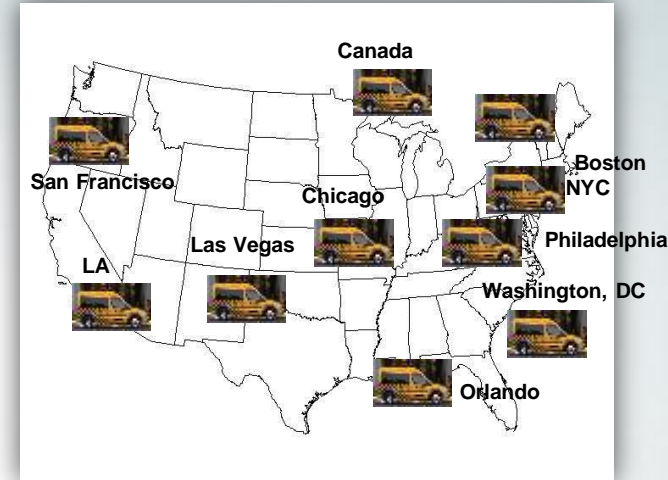 Canada
Boston
San Francisco
NYC
Chicago
Philadelphia
Las Vegas
LA
Washington, DC
Orlando